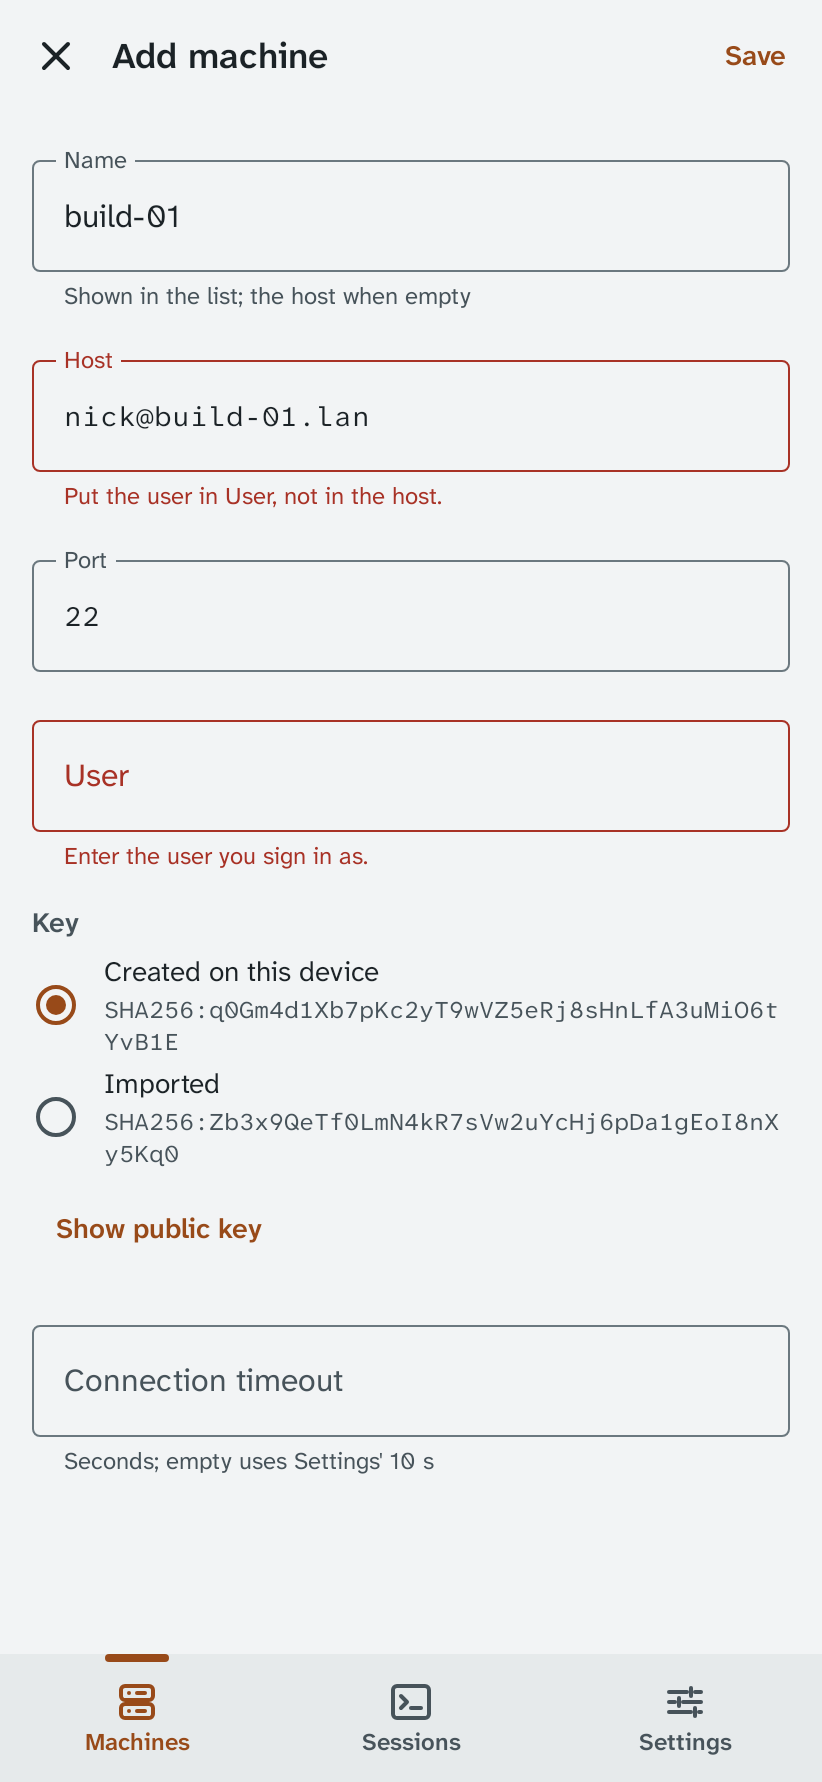 Add machine
Save
Name
build-01
Shown in the list; the host when empty
Host
nick@build-01.lan
Put the user in User, not in the host.
Port
22
User
Enter the user you sign in as.
Key
Created on this device
SHA256:q0Gm4d1Xb7pKc2yT9wVZ5eRj8sHnLfA3uMiO6t
YvB1E
Imported
SHA256:Zb3x9QeTf0LmN4kR7sVw2uYcHj6pDa1gEoI8nX
y5Kq0
Show public key
Connection timeout
Seconds; empty uses Settings' 10 s
Machines
Sessions
Settings